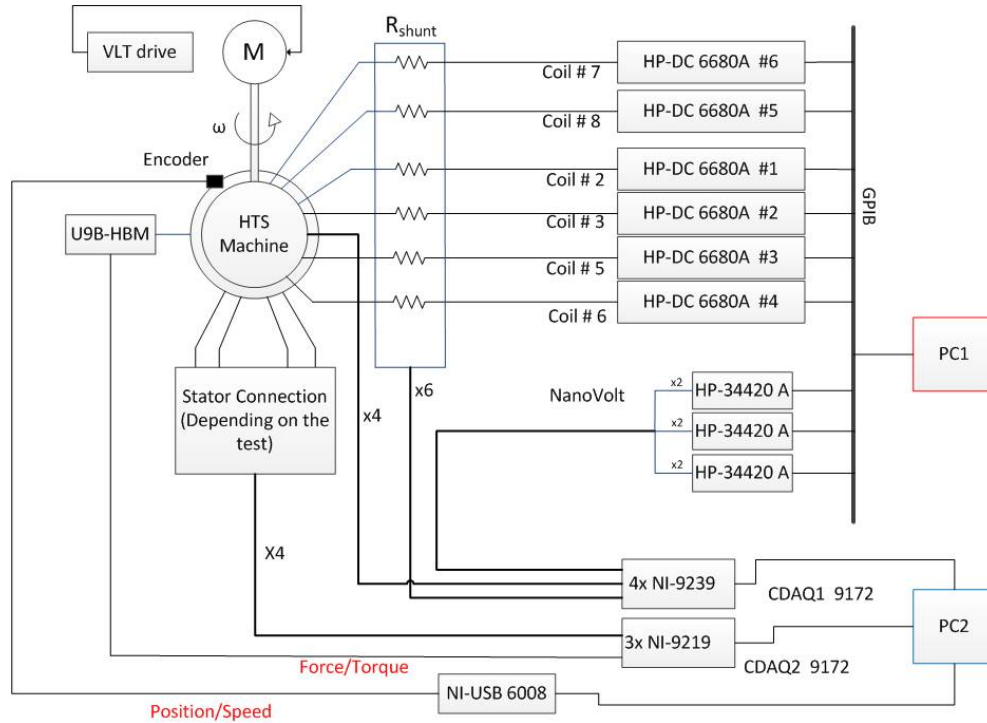 VLT drive
M
Rshunt
ω
Encoder
U9B-HBM
HTS
Machine
Coil # 7
HP-DC 6680A #6
Coil # 8
HP-DC 6680A #5
Coil # 2
HP-DC 6680A #1
Coil # 3
HP-DC 6680A #2
Coil # 5
HP-DC 6680A #3
Coil # 6
HP-DC 6680A #4
GPIB
PC1
Stator Connection
(Depending on the
test)
x4
x6
NanoVolt
x2
HP-34420 A
x2
HP-34420 A
x2
HP-34420 A
X4
4x NI-9239
CDAQ1 9172
3x NI-9219
CDAQ2 9172
PC2
Force/Torque
NI-USB 6008
Position/Speed